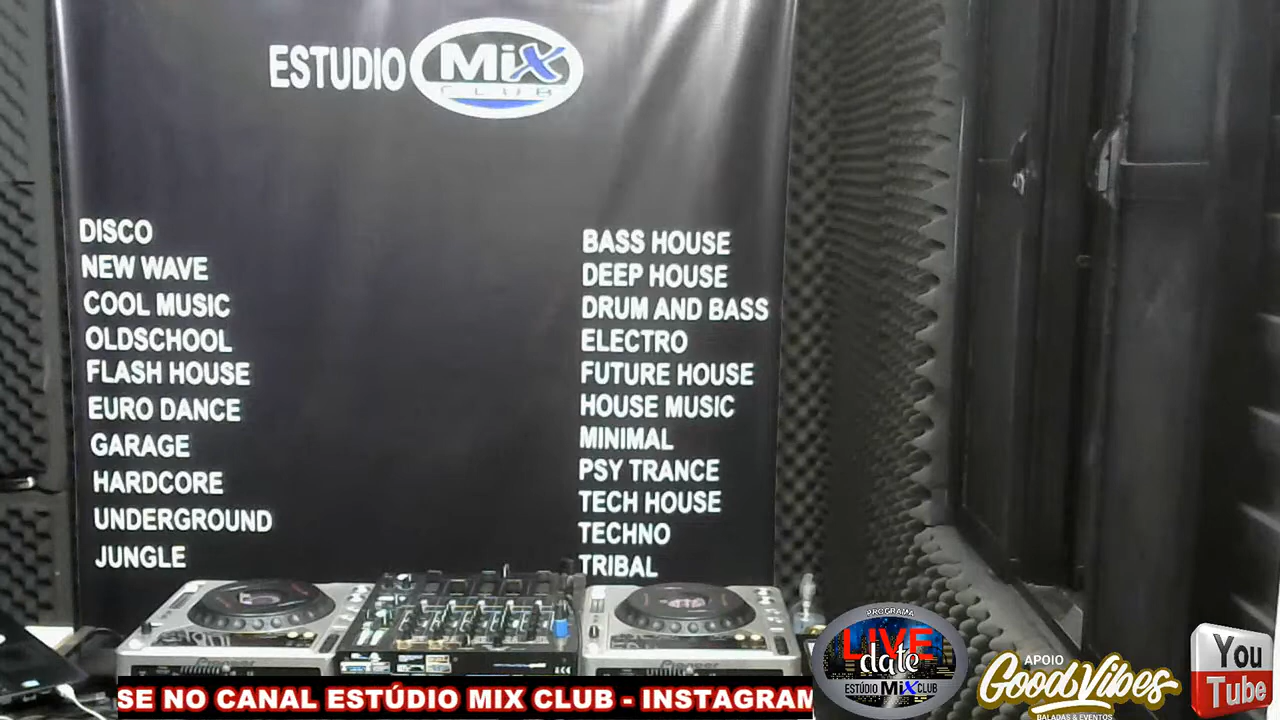 ESTUDIO MiX
CLUB
DISCO
NEW WAVE
COOL MUSIC
OLDSCHOOL
FLASH HOUSE
EURO DANCE
GARAGE
HARDCORE
UNDERGROUND
JUNGLE
BASS HOUSE
DEEP HOUSE
DRUM AND BASS
ELECTRO
FUTURE HOUSE
HOUSE MUSIC
MINIMAL
PSY TRANCE
TECH HOUSE
TECHNO
TRIBAL
SE NO CANAL ESTÚDIO MIX CLUB - INSTAGRAM
PROGRAMA
LIVE
date
ESTÚDIO MiX CLUB
APOIO
GoodVibes
BALADAS & EVENTOS
You
Tube